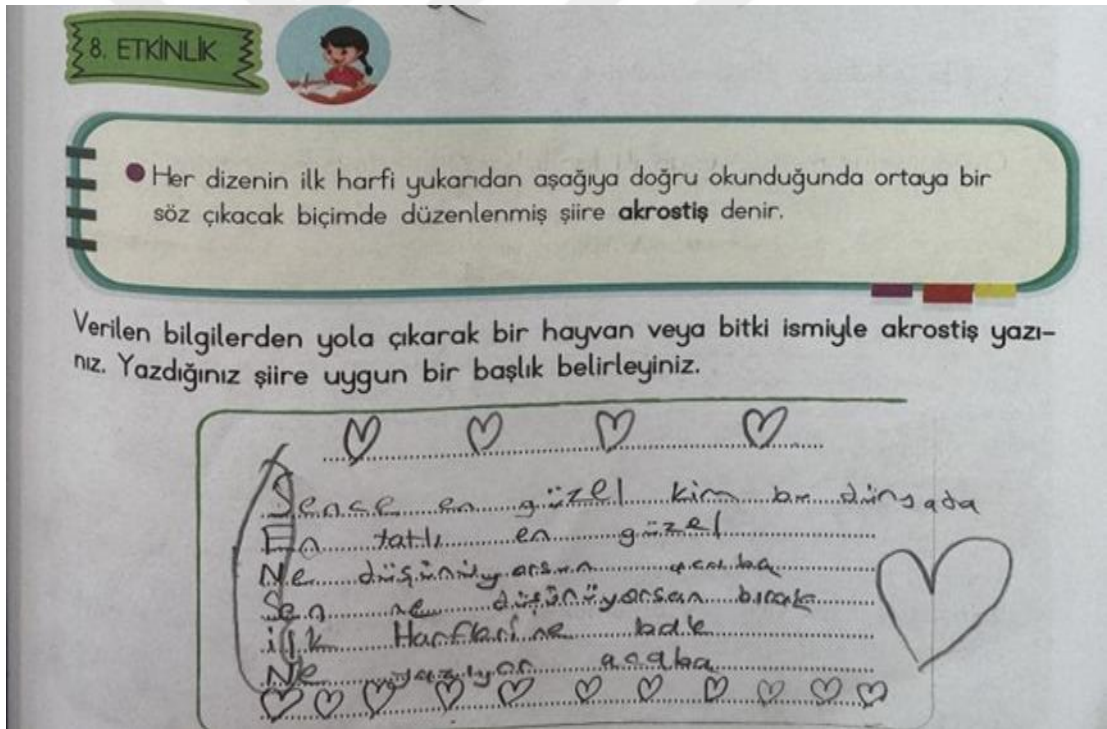 8. ETKİNLİK
Her dizenin ilk harfi yukarıdan aşağıya doğru okunduğunda ortaya bir
söz çıkacak biçimde düzenlenmiş şiire akrostiş denir.
Verilen bilgilerden yola çıkarak bir hayvan veya bitki ismiyle akrostiş yazı-
nız. Yazdığınız şiire uygun bir başlık belirleyiniz.
Sence en güzel kim bu dünyada
En tatlı en güzel
Ne düşünüyorsun acaba
Sen ne düşünüyorsan bırak
ilk Harflerine bak
Ne yazıyor acaba